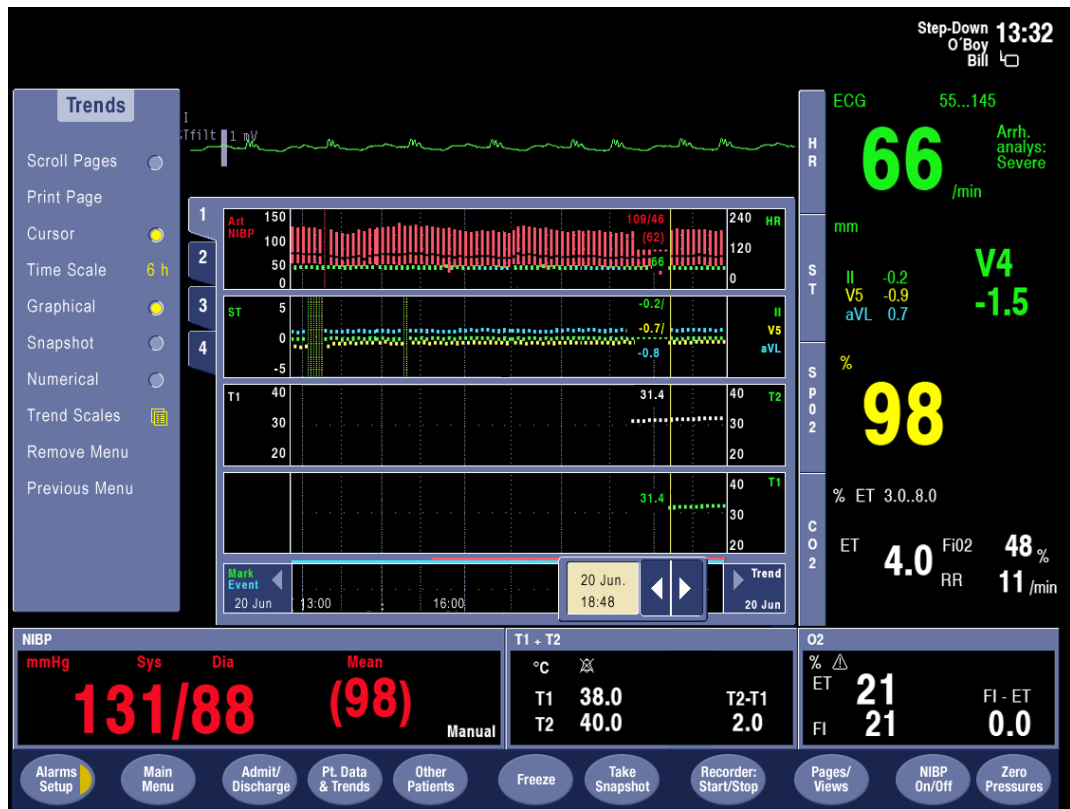 Step-Down 13:32
O´Boy
Bill
Trends
Scroll Pages
Print Page
Cursor
Time Scale 6 h
Graphical
Snapshot
Numerical
Trend Scales
Remove Menu
Previous Menu
I
Tfilt 1 mV
1
2
3
4
Art 150 109/46 240 HR
NIBP 100 (62) 120
50 66
0 0
ST 5 -0.2/ II
0 -0.7/ V5
-0.8 aVL
-5
T1 40 31.4 40 T2
30 30
20 20
40 T1
31.4 30
20
Mark
Event
20 Jun 13:00 16:00
20 Jun.
18:48
Trend
20 Jun
HR
ECG 55...145
66 /min
Arrh.
analys:
Severe
ST
mm
II -0.2
V5 -0.9
aVL 0.7
V4
-1.5
Sp02
%
98
CO2
% ET 3.0..8.0
ET 4.0 Fi02 48 %
RR 11 /min
NIBP
mmHg Sys Dia Mean
131/88 (98)
Manual
T1 + T2
°C
T1 38.0 T2-T1
T2 40.0 2.0
O2
%
ET 21 FI - ET
FI 21 0.0
Alarms
Setup
Main
Menu
Admit/
Discharge
Pt. Data
& Trends
Other
Patients
Freeze
Take
Snapshot
Recorder:
Start/Stop
Pages/
Views
NIBP
On/Off
Zero
Pressures